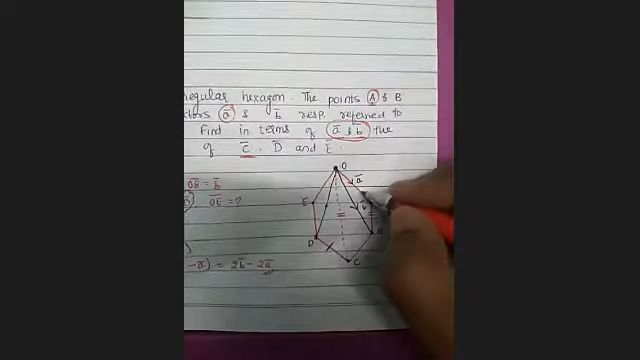 regular hexagon. The points A & B
ctors a̅ & b̅ resp. referred to
Find in terms of (a̅ & b̅) the
of C̅, D̅ and E̅.
O
a̅
OB̅ = b̅
OE̅ = ?
E
b̅
B
D
C
-a̅) = 2b̅ - 2a̅